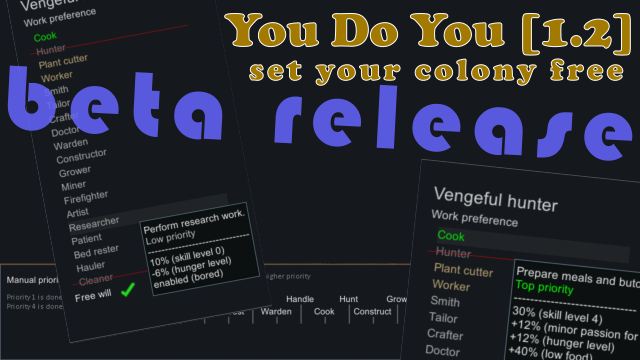 You Do You [1.2]
set your colony free
beta release
Vengeful
Work preference
Cook
Hunter
Plant cutter
Worker
Smith
Tailor
Crafter
Doctor
Warden
Constructor
Grower
Miner
Firefighter
Artist
Researcher
Patient
Bed rester
Hauler
Cleaner
Free will
Perform research work.
Low priority
10% (skill level 0)
-6% (hunger level)
enabled (bored)
Manual priori
Priority 1 is done
Priority 4 is done
higher priority
Handle Hunt Grow
Warden Cook Construct
Vengeful hunter
Work preference
Cook
Hunter
Plant cutter
Worker
Smith
Tailor
Crafter
Doctor
Prepare meals and butc
Top priority
30% (skill level 4)
+12% (minor passion for
+12% (hunger level)
+40% (low food)